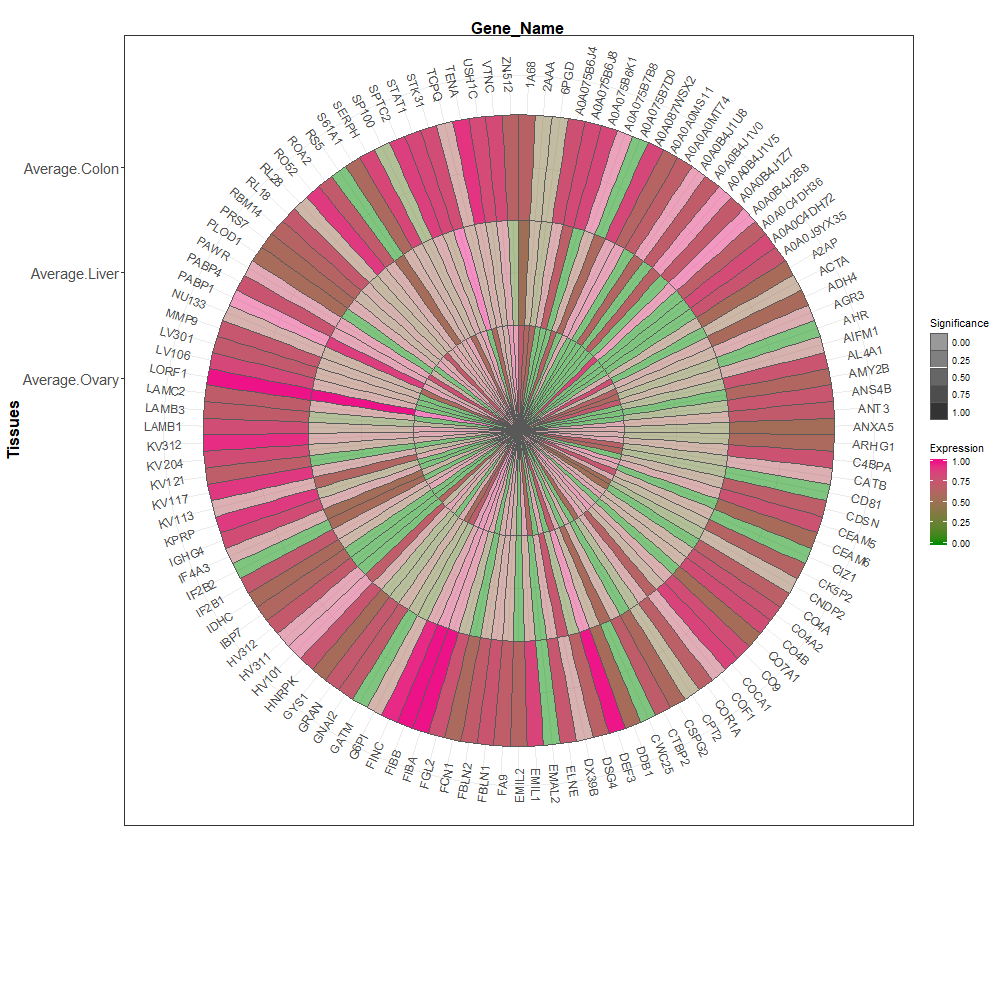 Gene_Name
1A68
2AAA
6PGD
A0A075B6J4
A0A075B6J8
A0A075B6K1
A0A075B7B8
A0A075B7D0
A0A087WSX2
A0A0A0MS11
A0A0A0MT74
A0A0B4J1U8
A0A0B4J1V0
A0A0B4J1V5
A0A0B4J1Z7
A0A0B4J2B8
A0A0C4DH36
A0A0C4DH72
A0A0J9YX35
A2AP
ACTA
ADH4
AGR3
AHR
AIFM1
AL4A1
AMY2B
ANS4B
ANT3
ANXA5
ARHG1
C4BPA
CATB
CD81
CDSN
CEAM5
CEAM6
CIZ1
CK5P2
CNDP2
CO4A
CO4A2
CO4B
CO7A1
CO9
COCA1
COF1
COR1A
CPT2
CSPG2
CTBP2
CWC25
DDB1
DEF3
DSG4
DX39B
ELNE
EMAL2
EMIL1
EMIL2
FA9
FBLN1
FBLN2
FCN1
FGL2
FIBA
FIBB
FINC
G6PI
GATM
GNAI2
GRAN
GYS1
HNRPK
HV101
HV311
HV312
IBP7
IDHC
IF2B1
IF2B2
IF4A3
IGHG4
KPRP
KV113
KV117
KV121
KV204
KV312
LAMB1
LAMB3
LAMC2
LORF1
LV106
LV301
MMP9
NU133
PABP1
PABP4
PAWR
PLOD1
PRS7
RBM14
RL18
RL28
RO52
ROA2
RS5
S61A1
SERPH
SP100
SPTC2
STAT1
STK31
TCPQ
TENA
USH1C
VTNC
ZN512
Average.Colon
Average.Liver
Average.Ovary
Tissues
Significance
0.00
0.25
0.50
0.75
1.00
Expression
1.00
0.75
0.50
0.25
0.00